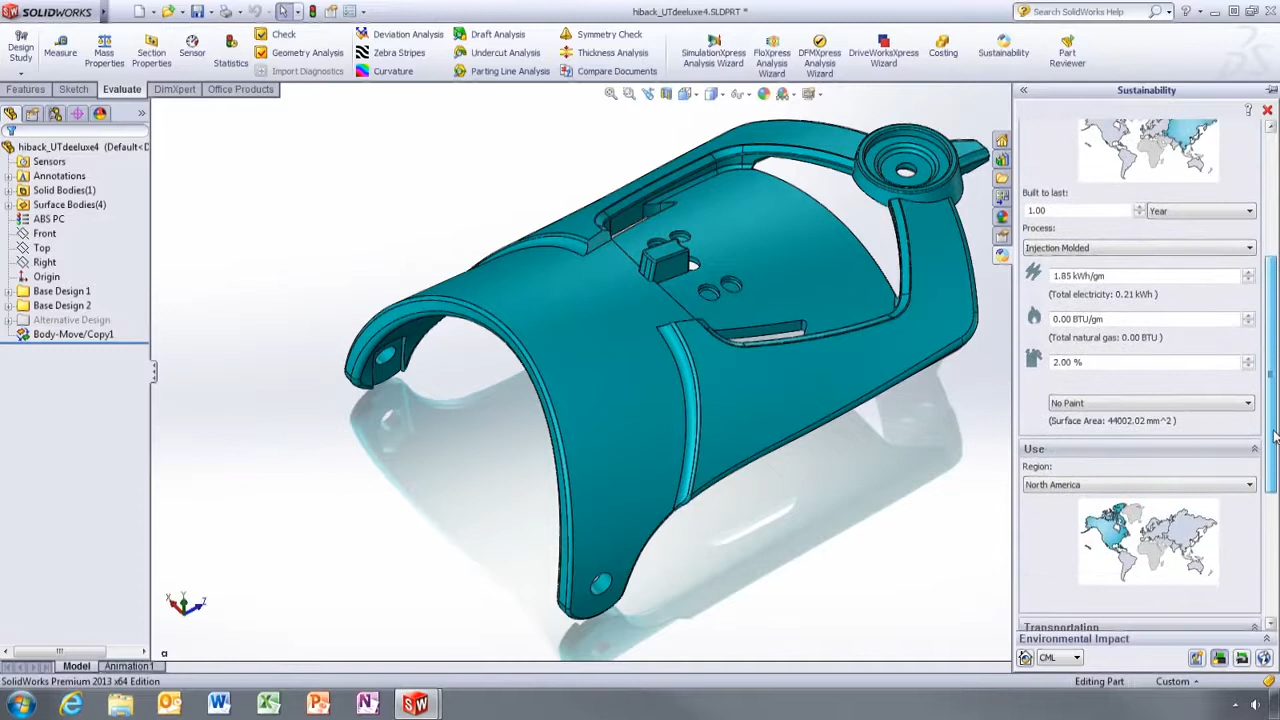 SOLIDWORKS
hiback_UTdeeluxe4.SLDPRT *
Search SolidWorks Help
Design Study
Measure
Mass Properties
Section Properties
Sensor
Statistics
Check
Geometry Analysis
Import Diagnostics
Deviation Analysis
Zebra Stripes
Curvature
Draft Analysis
Undercut Analysis
Parting Line Analysis
Symmetry Check
Thickness Analysis
Compare Documents
SimulationXpress Analysis Wizard
FloXpress Analysis Wizard
DFMXpress Analysis Wizard
DriveWorksXpress Wizard
Costing
Sustainability
Part Reviewer
Features
Sketch
Evaluate
DimXpert
Office Products
hiback_UTdeeluxe4 (Default<D
Sensors
Annotations
Solid Bodies(1)
Surface Bodies(4)
ABS PC
Front
Top
Right
Origin
Base Design 1
Base Design 2
Alternative Design
Body-Move/Copy1
X
Y
Z
Sustainability
Built to last:
1.00
Year
Process:
Injection Molded
1.85 kWh/gm
(Total electricity: 0.21 kWh )
0.00 BTU/gm
(Total natural gas: 0.00 BTU )
2.00 %
No Paint
(Surface Area: 44002.02 mm^2 )
Use
Region:
North America
Transportation
Environmental Impact
CML
Model
Animation1
SolidWorks Premium 2013 x64 Edition
Editing Part
Custom